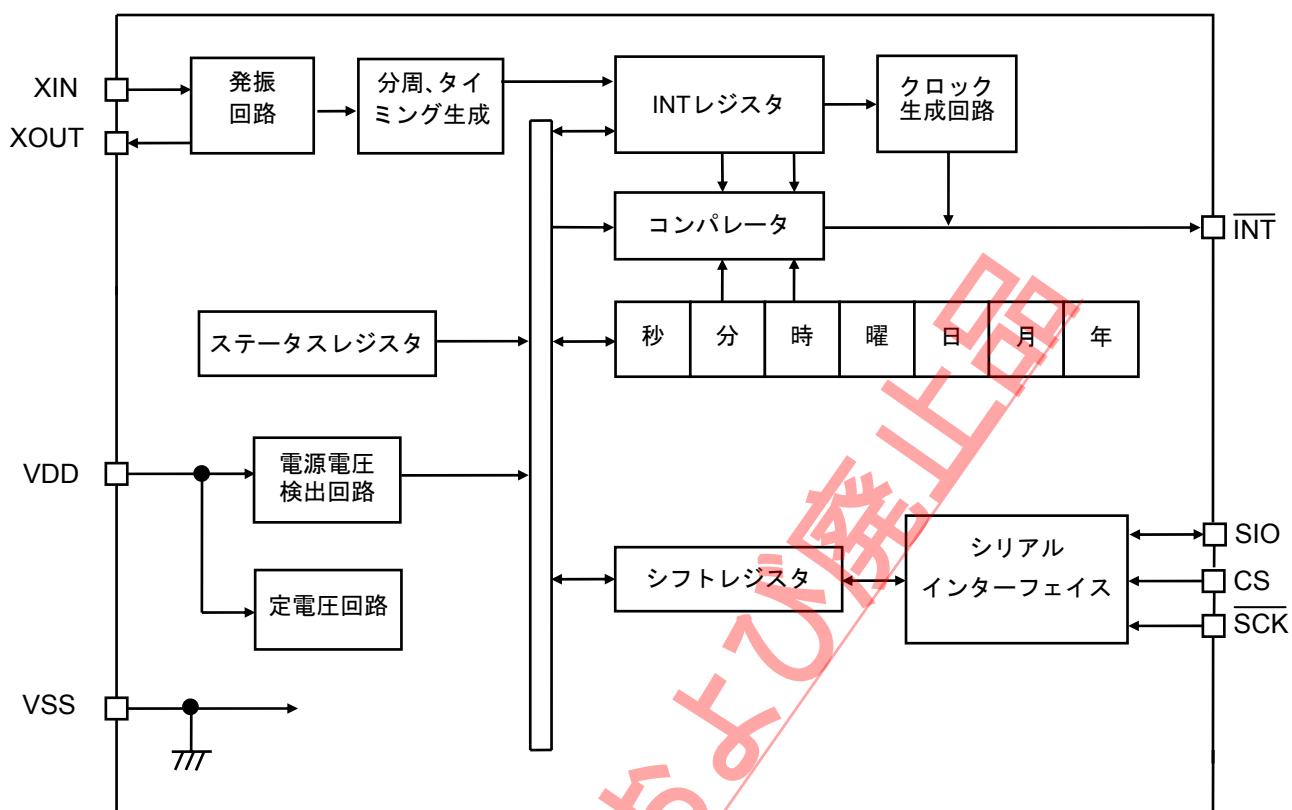 XIN
XOUT
発振
回路
分周、タイ
ミング生成
INTレジスタ
クロック
生成回路
コンパレータ
INT
ステータスレジスタ
秒 分 時 曜 日 月 年
VDD
電源電圧
検出回路
定電圧回路
シフトレジスタ
シリアル
インターフェイス
SIO
CS
SCK
VSS
および廃止品